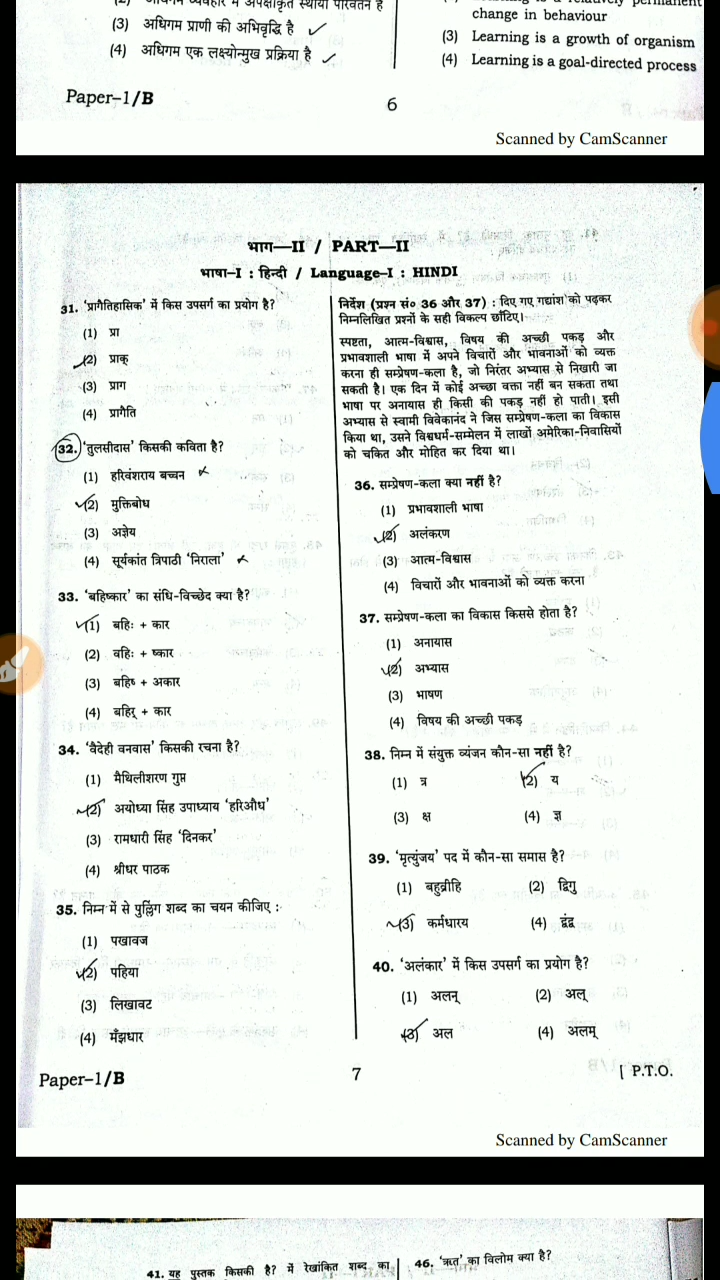 (3) अधिगम प्राणी की अभिवृद्धि है
(4) अधिगम एक लक्ष्योन्मुख प्रक्रिया है
change in behaviour
(3) Learning is a growth of organism
(4) Learning is a goal-directed process
Paper-1/B
6
Scanned by CamScanner
भाग—II / PART—II
भाषा-I : हिन्दी / Language-I : HINDI
31. 'प्रागैतिहासिक' में किस उपसर्ग का प्रयोग है?
(1) प्रा
(2) प्राक्
(3) प्राग
(4) प्रागैति
32. 'तुलसीदास' किसकी कविता है?
(1) हरिवंशराय बच्चन
(2) मुक्तिबोध
(3) अज्ञेय
(4) सूर्यकांत त्रिपाठी 'निराला'
33. 'बहिष्कार' का संधि-विच्छेद क्या है?
(1) बहिः + कार
(2) वहिः + ष्कार
(3) बहिष + अकार
(4) बहिर् + कार
34. 'वैदेही वनवास' किसकी रचना है?
(1) मैथिलीशरण गुप्त
(2) अयोध्या सिंह उपाध्याय 'हरिऔध'
(3) रामधारी सिंह 'दिनकर'
(4) श्रीधर पाठक
35. निम्न में से पुल्लिंग शब्द का चयन कीजिए :
(1) पखावज
(2) पहिया
(3) लिखावट
(4) मँझधार
निर्देश (प्रश्न सं० 36 और 37) : दिए गए गद्यांश को पढ़कर
निम्नलिखित प्रश्नों के सही विकल्प छाँटिए।
स्पष्टता, आत्म-विश्वास, विषय की अच्छी पकड़ और
प्रभावशाली भाषा में अपने विचारों और भावनाओं को व्यक्त
करना ही सम्प्रेषण-कला है, जो निरंतर अभ्यास से निखारी जा
सकती है। एक दिन में कोई अच्छा वक्ता नहीं बन सकता तथा
भाषा पर अनायास ही किसी की पकड़ नहीं हो पाती। इसी
अभ्यास से स्वामी विवेकानंद ने जिस सम्प्रेषण-कला का विकास
किया था, उसने विश्वधर्म-सम्मेलन में लाखों अमेरिका-निवासियों
को चकित और मोहित कर दिया था।
36. सम्प्रेषण-कला क्या नहीं है?
(1) प्रभावशाली भाषा
(2) अलंकरण
(3) आत्म-विश्वास
(4) विचारों और भावनाओं को व्यक्त करना
37. सम्प्रेषण-कला का विकास किससे होता है?
(1) अनायास
(2) अभ्यास
(3) भाषण
(4) विषय की अच्छी पकड़
38. निम्न में संयुक्त व्यंजन कौन-सा नहीं है?
(1) त्र (2) य
(3) क्ष (4) ज्ञ
39. 'मृत्युंजय' पद में कौन-सा समास है?
(1) बहुव्रीहि (2) द्विगु
(3) कर्मधारय (4) द्वंद्व
40. 'अलंकार' में किस उपसर्ग का प्रयोग है?
(1) अलन् (2) अल्
(3) अल (4) अलम्
Paper-1/B
7
[ P.T.O.
Scanned by CamScanner
41. यह पुस्तक किसकी है? में रेखांकित शब्द का
46. 'ऋत' का विलोम क्या है?